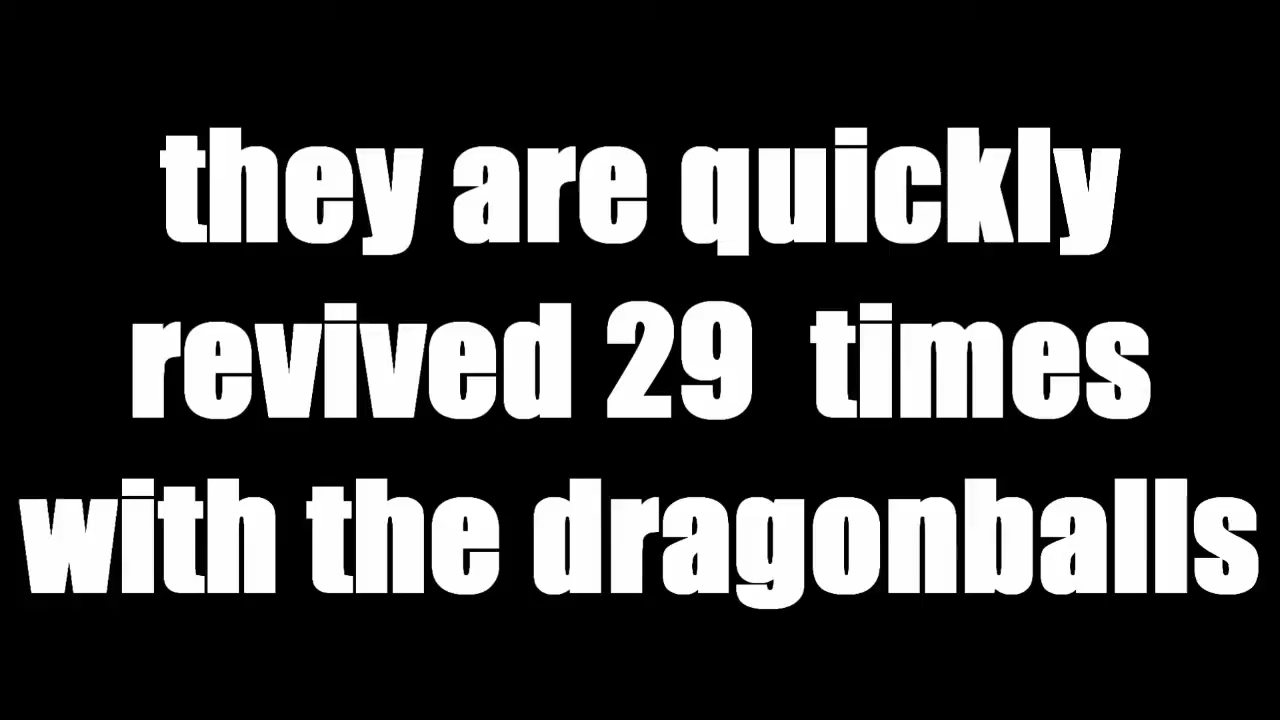 they are quickly
revived 29  times
with the dragonballs